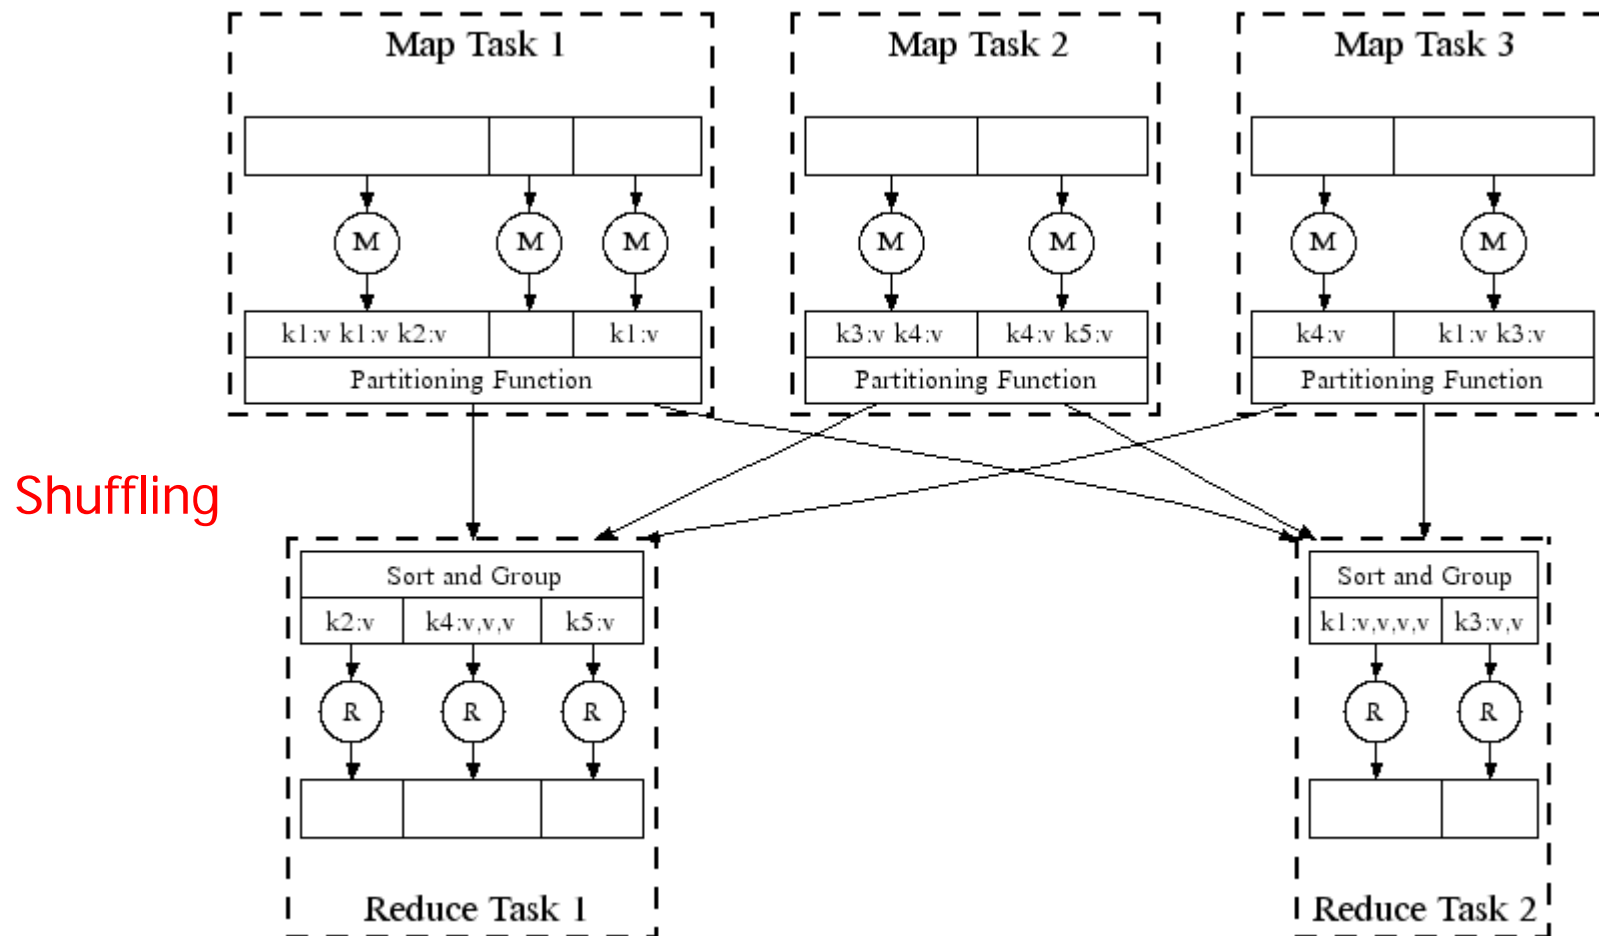 Map Task 1
Map Task 2
Map Task 3
M
M
M
M
M
M
M
k1:v k1:v k2:v
k1:v
k3:v k4:v
k4:v k5:v
k4:v
k1:v k3:v
Partitioning Function
Partitioning Function
Partitioning Function
Shuffling
Sort and Group
Sort and Group
k2:v
k4:v,v,v
k5:v
k1:v,v,v,v
k3:v,v
R
R
R
R
R
Reduce Task 1
Reduce Task 2